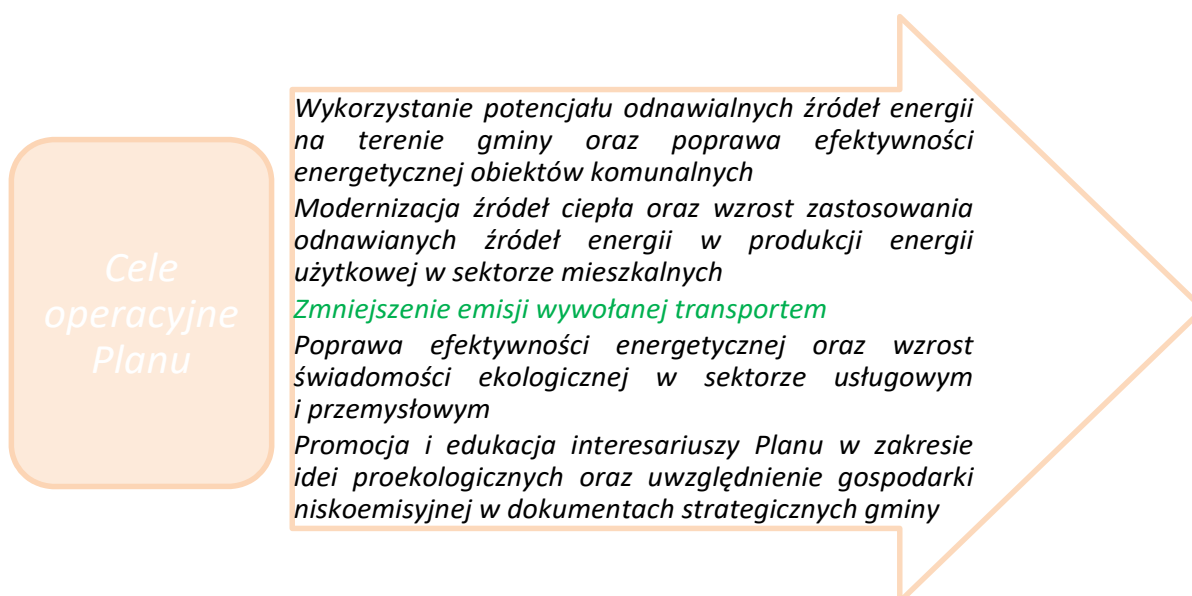 Cele
operacyjne
Planu
Wykorzystanie potencjału odnawialnych źródeł energii
na terenie gminy oraz poprawa efektywności
energetycznej obiektów komunalnych
Modernizacja źródeł ciepła oraz wzrost zastosowania
odnawianych źródeł energii w produkcji energii
użytkowej w sektorze mieszkalnych
Zmniejszenie emisji wywołanej transportem
Poprawa efektywności energetycznej oraz wzrost
świadomości ekologicznej w sektorze usługowym
i przemysłowym
Promocja i edukacja interesariuszy Planu w zakresie
idei proekologicznych oraz uwzględnienie gospodarki
niskoemisyjnej w dokumentach strategicznych gminy